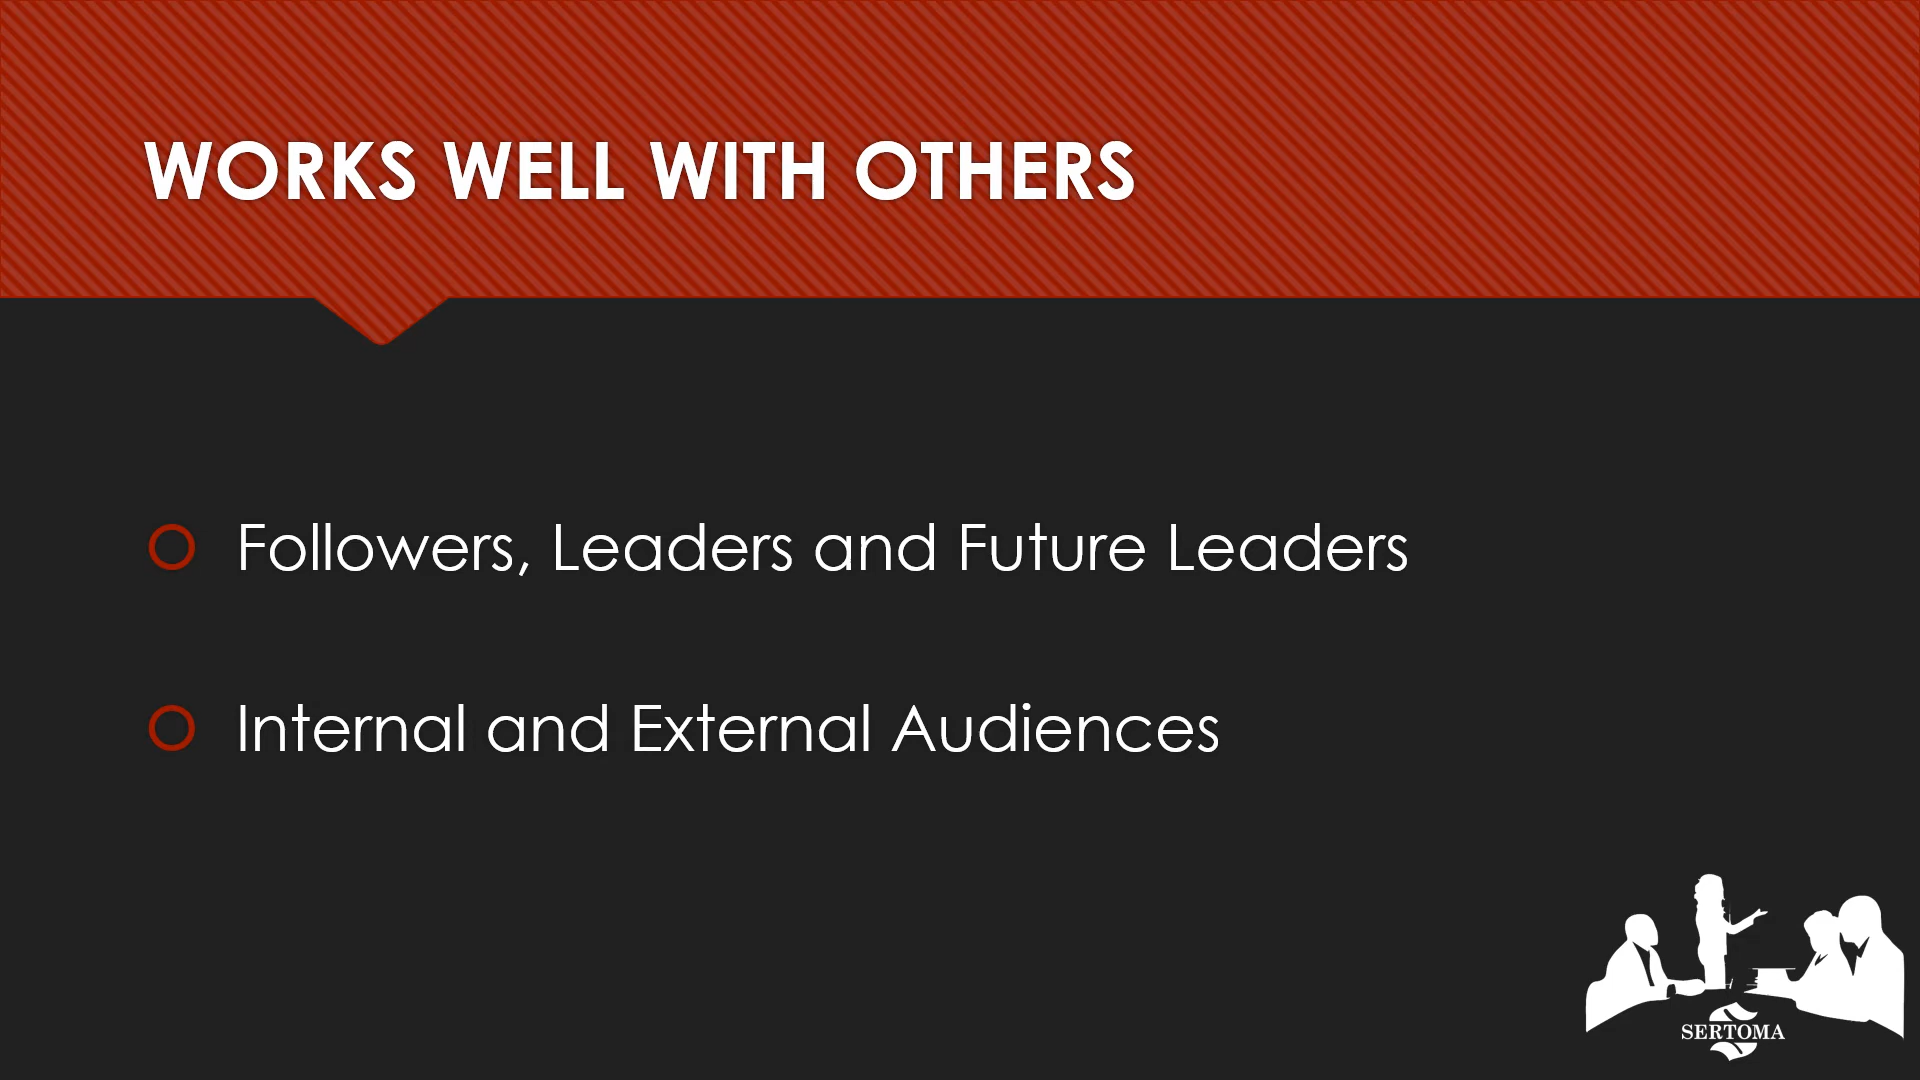 WORKS WELL WITH OTHERS
Followers, Leaders and Future Leaders
Internal and External Audiences
SERTOMA